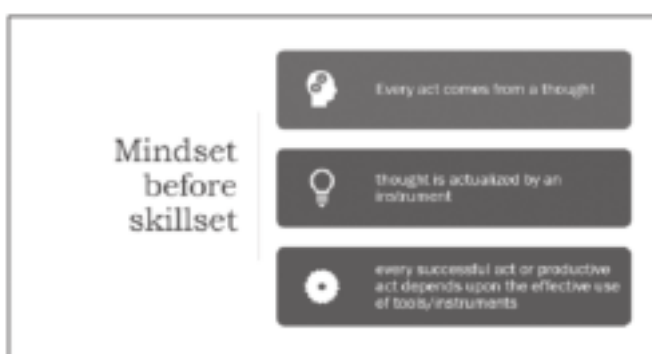 Mindset
before
skillset
Every act comes from a thought
thought is actualized by an
instrument
every successful act or productive
act depends upon the effective use
of tools/instruments